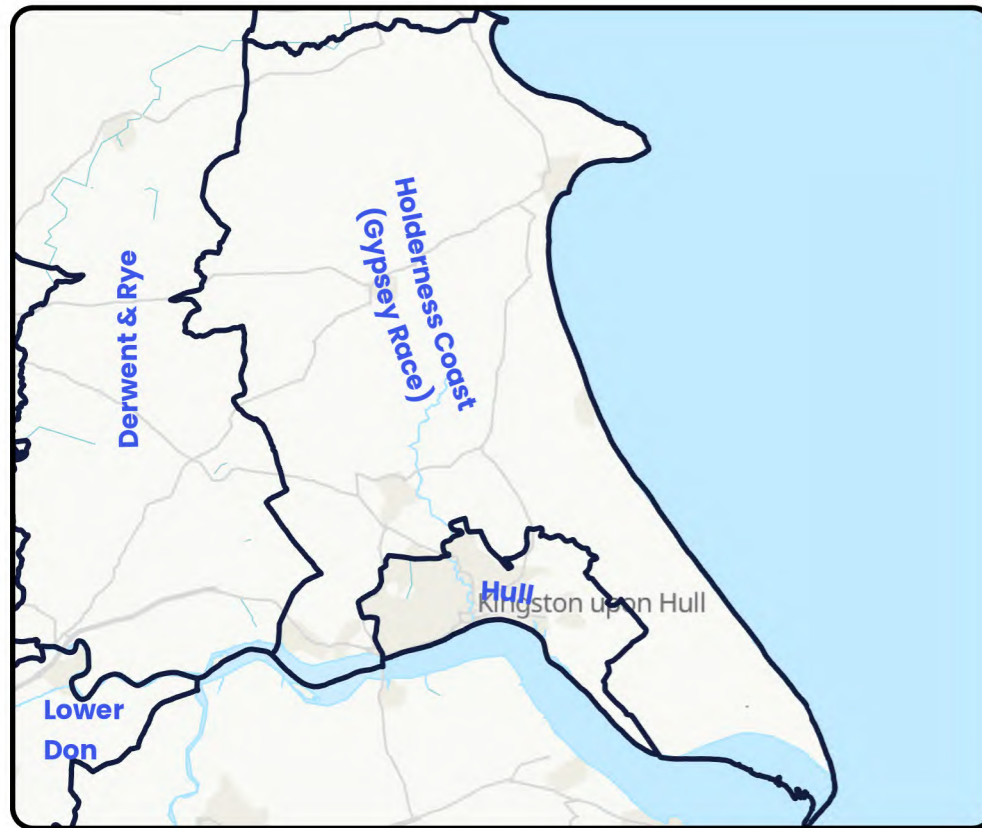 Holderness Coast
(Gypsey Race)
Derwent & Rye
Hull
Kingston upon Hull
Lower
Don